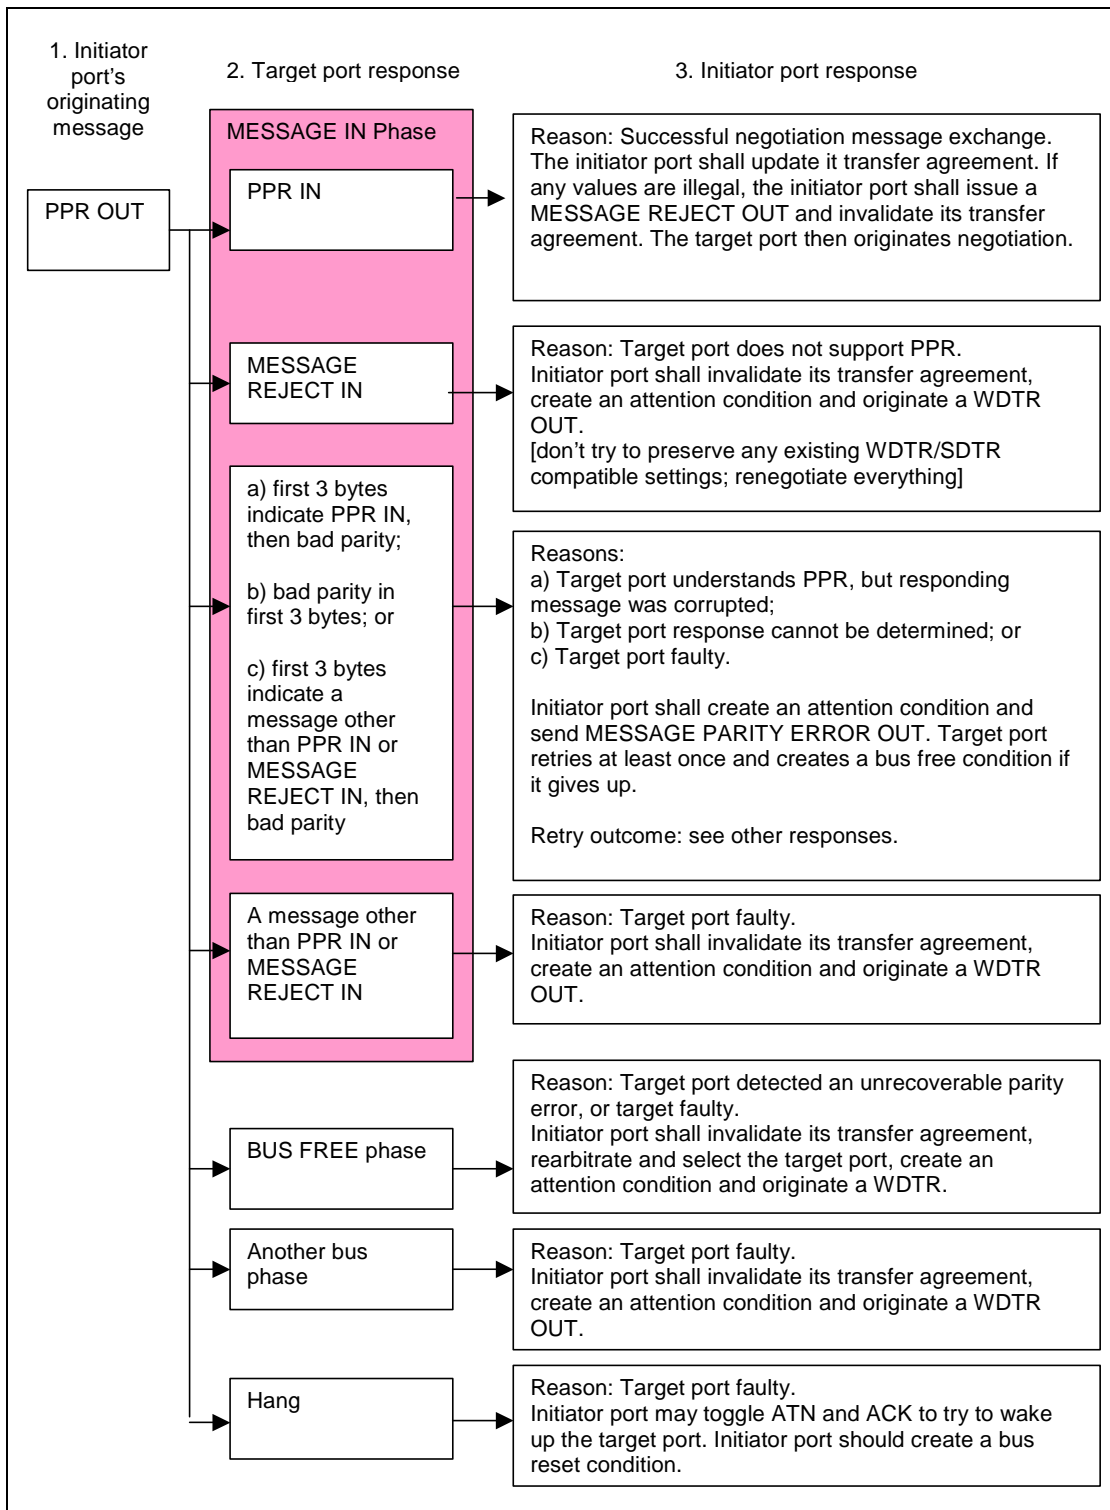 1. Initiator
port's
originating
message
2. Target port response
3. Initiator port response
PPR OUT
MESSAGE IN Phase
PPR IN
Reason: Successful negotiation message exchange.
The initiator port shall update it transfer agreement. If
any values are illegal, the initiator port shall issue a
MESSAGE REJECT OUT and invalidate its transfer
agreement. The target port then originates negotiation.
MESSAGE
REJECT IN
Reason: Target port does not support PPR.
Initiator port shall invalidate its transfer agreement,
create an attention condition and originate a WDTR
OUT.
[don't try to preserve any existing WDTR/SDTR
compatible settings; renegotiate everything]
a) first 3 bytes
indicate PPR IN,
then bad parity;
b) bad parity in
first 3 bytes; or
c) first 3 bytes
indicate a
message other
than PPR IN or
MESSAGE
REJECT IN, then
bad parity
Reasons:
a) Target port understands PPR, but responding
message was corrupted;
b) Target port response cannot be determined; or
c) Target port faulty.
Initiator port shall create an attention condition and
send MESSAGE PARITY ERROR OUT. Target port
retries at least once and creates a bus free condition if
it gives up.
Retry outcome: see other responses.
A message other
than PPR IN or
MESSAGE
REJECT IN
Reason: Target port faulty.
Initiator port shall invalidate its transfer agreement,
create an attention condition and originate a WDTR
OUT.
BUS FREE phase
Reason: Target port detected an unrecoverable parity
error, or target faulty.
Initiator port shall invalidate its transfer agreement,
rearbitrate and select the target port, create an
attention condition and originate a WDTR.
Another bus
phase
Reason: Target port faulty.
Initiator port shall invalidate its transfer agreement,
create an attention condition and originate a WDTR
OUT.
Hang
Reason: Target port faulty.
Initiator port may toggle ATN and ACK to try to wake
up the target port. Initiator port should create a bus
reset condition.